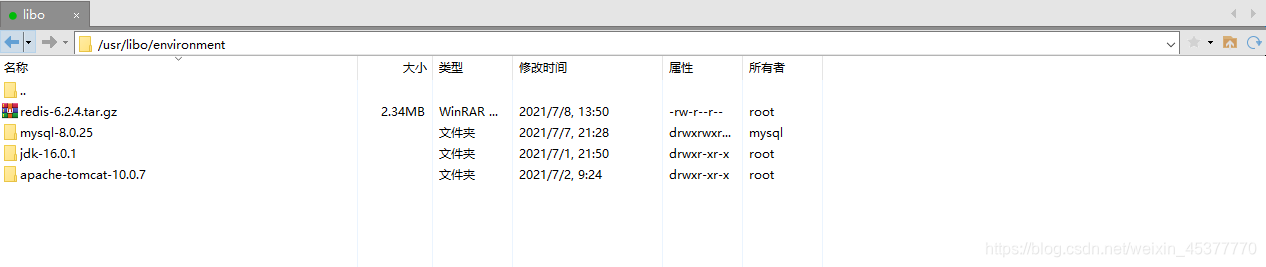 libo ×
/usr/libo/environment
名称 大小 类型 修改时间 属性 所有者
..
redis-6.2.4.tar.gz 2.34MB WinRAR ... 2021/7/8, 13:50 -rw-r--r-- root
mysql-8.0.25 文件夹 2021/7/7, 21:28 drwxrwxr... mysql
jdk-16.0.1 文件夹 2021/7/1, 21:50 drwxr-xr-x root
apache-tomcat-10.0.7 文件夹 2021/7/2, 9:24 drwxr-xr-x root
https://blog.csdn.net/weixin_45377770